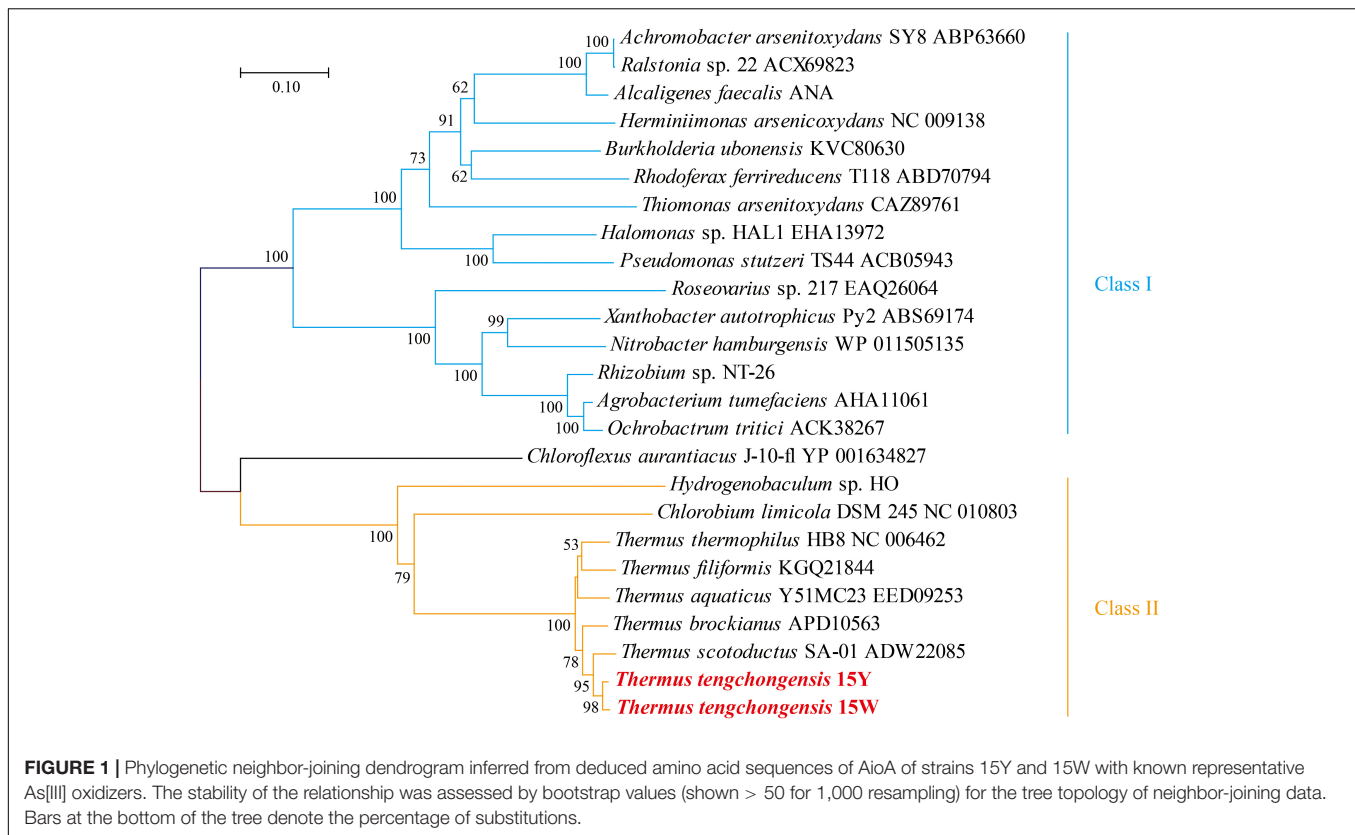 100
Achromobacter arsenitoxydans SY8 ABP63660
0.10
100
Ralstonia sp. 22 ACX69823
62
Alcaligenes faecalis ANA
91
Herminiimonas arsenicoxydans NC 009138
73
Burkholderia ubonensis KVC80630
62
Rhodoferax ferrireducens T118 ABD70794
100
Thiomonas arsenitoxydans CAZ89761
Halomonas sp. HAL1 EHA13972
100
100
Pseudomonas stutzeri TS44 ACB05943
Class I
Roseovarius sp. 217 EAQ26064
99
Xanthobacter autotrophicus Py2 ABS69174
100
Nitrobacter hamburgensis WP 011505135
100
Rhizobium sp. NT-26
100
Agrobacterium tumefaciens AHA11061
100
Ochrobactrum tritici ACK38267
Chloroflexus aurantiacus J-10-fl YP 001634827
Hydrogenobaculum sp. HO
100
Chlorobium limicola DSM 245 NC 010803
53
Thermus thermophilus HB8 NC 006462
79
Thermus filiformis KGQ21844
Thermus aquaticus Y51MC23 EED09253
100
Thermus brockianus APD10563
Class II
78
Thermus scotoductus SA-01 ADW22085
95
Thermus tengchongensis 15Y
98
Thermus tengchongensis 15W
FIGURE 1 | Phylogenetic neighbor-joining dendrogram inferred from deduced amino acid sequences of AioA of strains 15Y and 15W with known representative
As[III] oxidizers. The stability of the relationship was assessed by bootstrap values (shown > 50 for 1,000 resampling) for the tree topology of neighbor-joining data.
Bars at the bottom of the tree denote the percentage of substitutions.